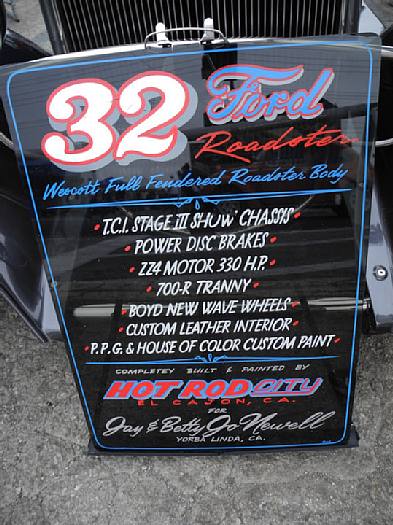 32 Ford
Roadster
Wescott Full Fendered Roadster Body
• T.C.I. STAGE III SHOW CHASSIS •
• POWER DISC BRAKES •
• ZZ4 MOTOR 330 H.P. •
• 700-R TRANNY •
• BOYD NEW WAVE WHEELS •
• CUSTOM LEATHER INTERIOR •
• P.P.G. & HOUSE OF COLOR CUSTOM PAINT •
COMPLETEY BUILT & PAINTED BY
HOT ROD CITY
EL CAJON, CA.
FOR
Jay & Betty Jo Newell
YORBA LINDA, CA.